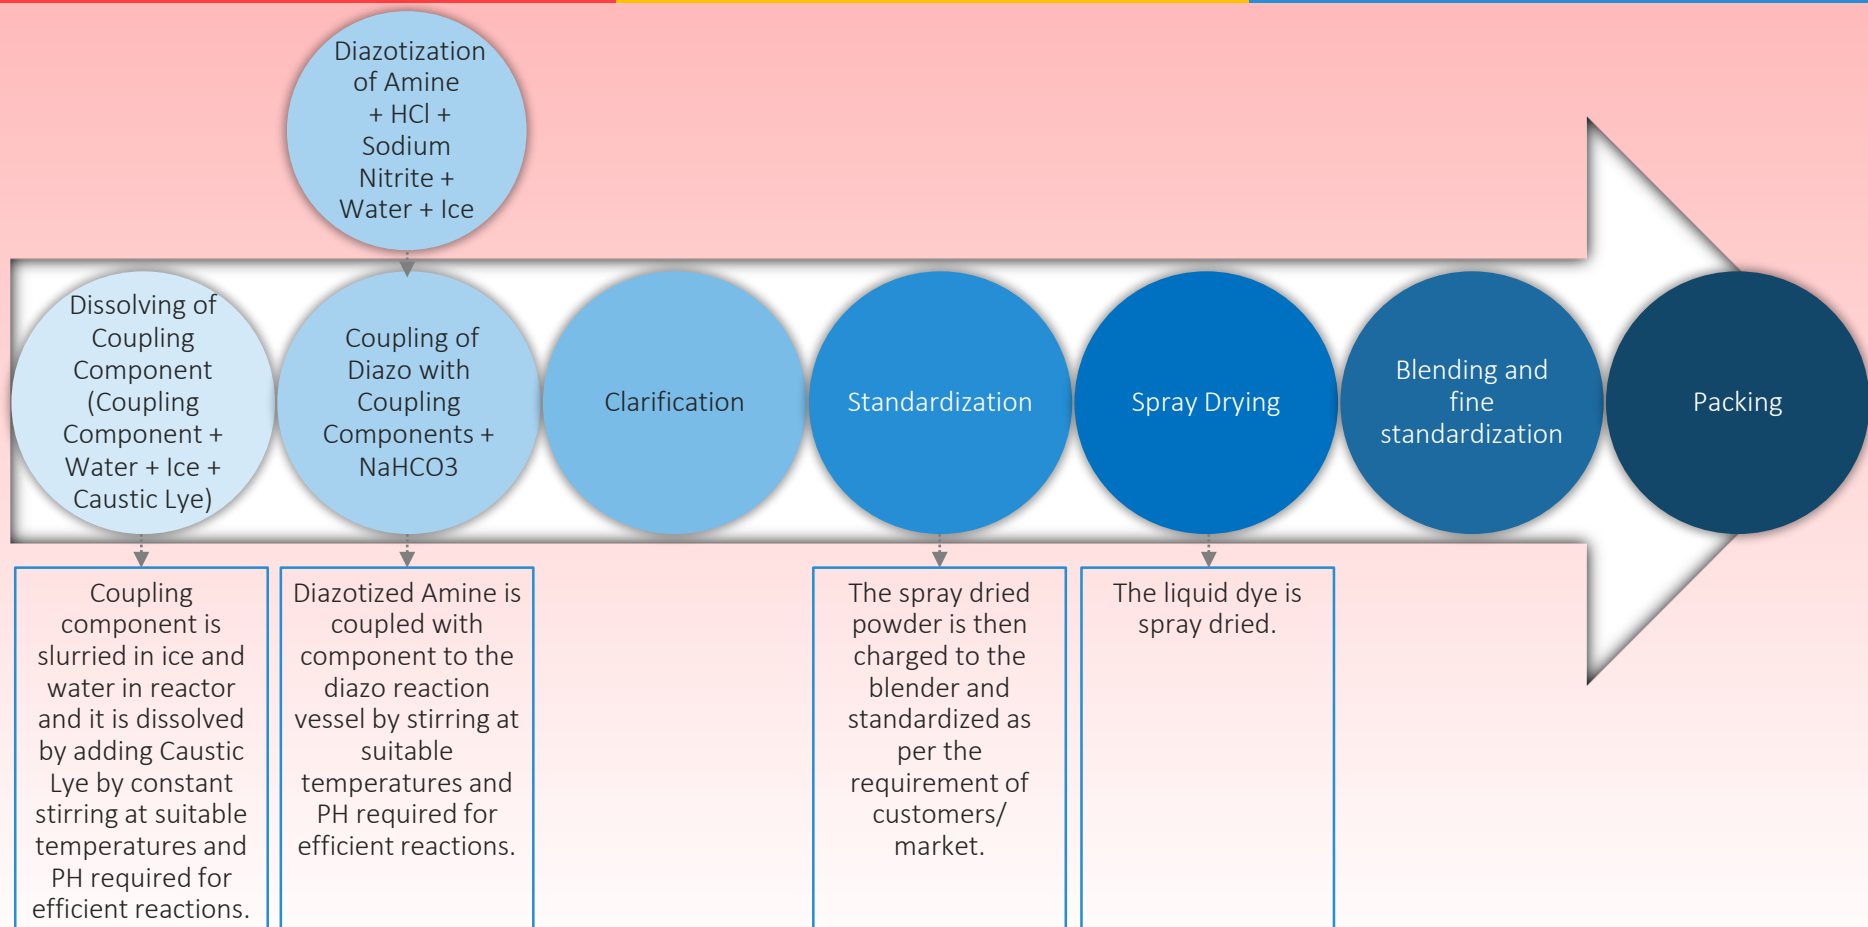 Diazotization
of Amine
+ HCl +
Sodium
Nitrite +
Water + Ice
Dissolving of
Coupling
Component
(Coupling
Component +
Water + Ice +
Caustic Lye)
Coupling of
Diazo with
Coupling
Components +
NaHCO3
Clarification
Standardization
Spray Drying
Blending and
fine
standardization
Packing
Coupling
component is
slurried in ice and
water in reactor
and it is dissolved
by adding Caustic
Lye by constant
stirring at suitable
temperatures and
PH required for
efficient reactions.
Diazotized Amine is
coupled with
component to the
diazo reaction
vessel by stirring at
suitable
temperatures and
PH required for
efficient reactions.
The spray dried
powder is then
charged to the
blender and
standardized as
per the
requirement of
customers/
market.
The liquid dye is
spray dried.